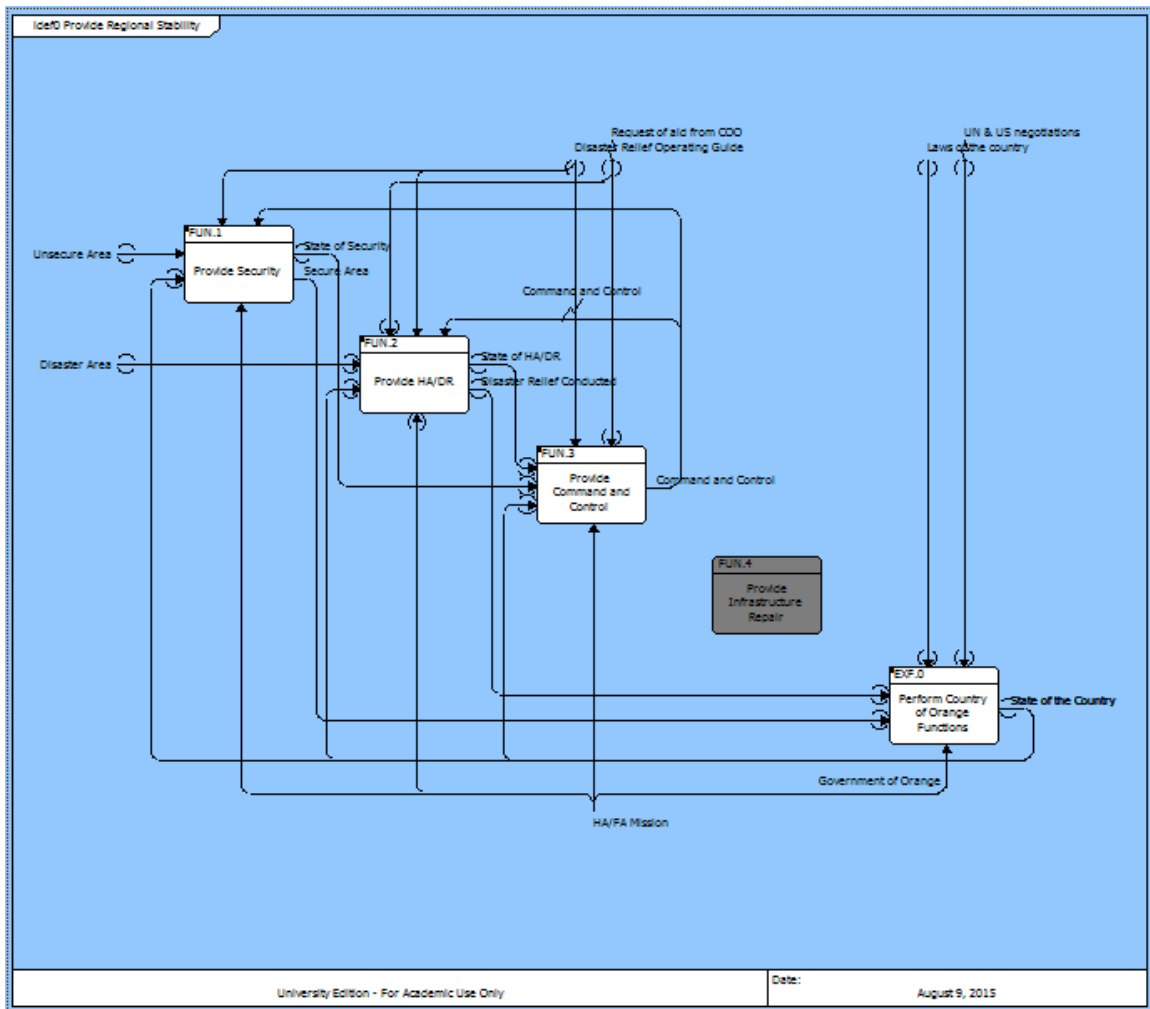 Idef0 Provide Regional Stability
Request of aid from COO
Disaster Relief Operating Guide
UN & US negotiations
Laws of the country
FUN.1
Provide Security
Unsecure Area
State of Security
Secure Area
Command and Control
FUN.2
Provide HA/DR
Disaster Area
State of HA/DR
Disaster Relief Conducted
FUN.3
Provide
Command and
Control
Command and Control
FUN.4
Provide
Infrastructure
Repair
EXF.0
Perform Country
of Orange
Functions
State of the Country
Government of Orange
HA/FA Mission
University Edition - For Academic Use Only
Date:
August 9, 2015